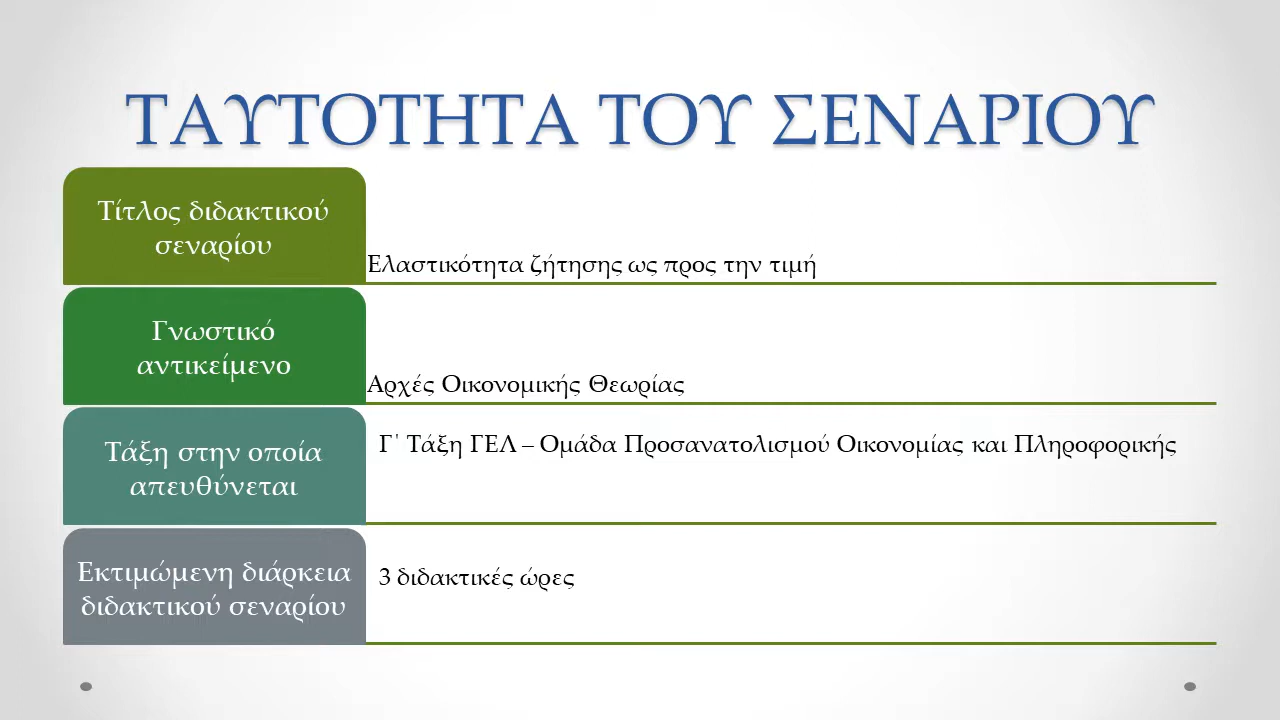 ΤΑΥΤΟΤΗΤΑ ΤΟΥ ΣΕΝΑΡΙΟΥ
Τίτλος διδακτικού
σεναρίου
Ελαστικότητα ζήτησης ως προς την τιμή
Γνωστικό
αντικείμενο
Αρχές Οικονομικής Θεωρίας
Τάξη στην οποία
απευθύνεται
Γ΄ Τάξη ΓΕΛ – Ομάδα Προσανατολισμού Οικονομίας και Πληροφορικής
Εκτιμώμενη διάρκεια
διδακτικού σεναρίου
3 διδακτικές ώρες